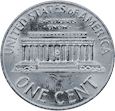 UNITED STATES OF AMERICA
ONE CENT